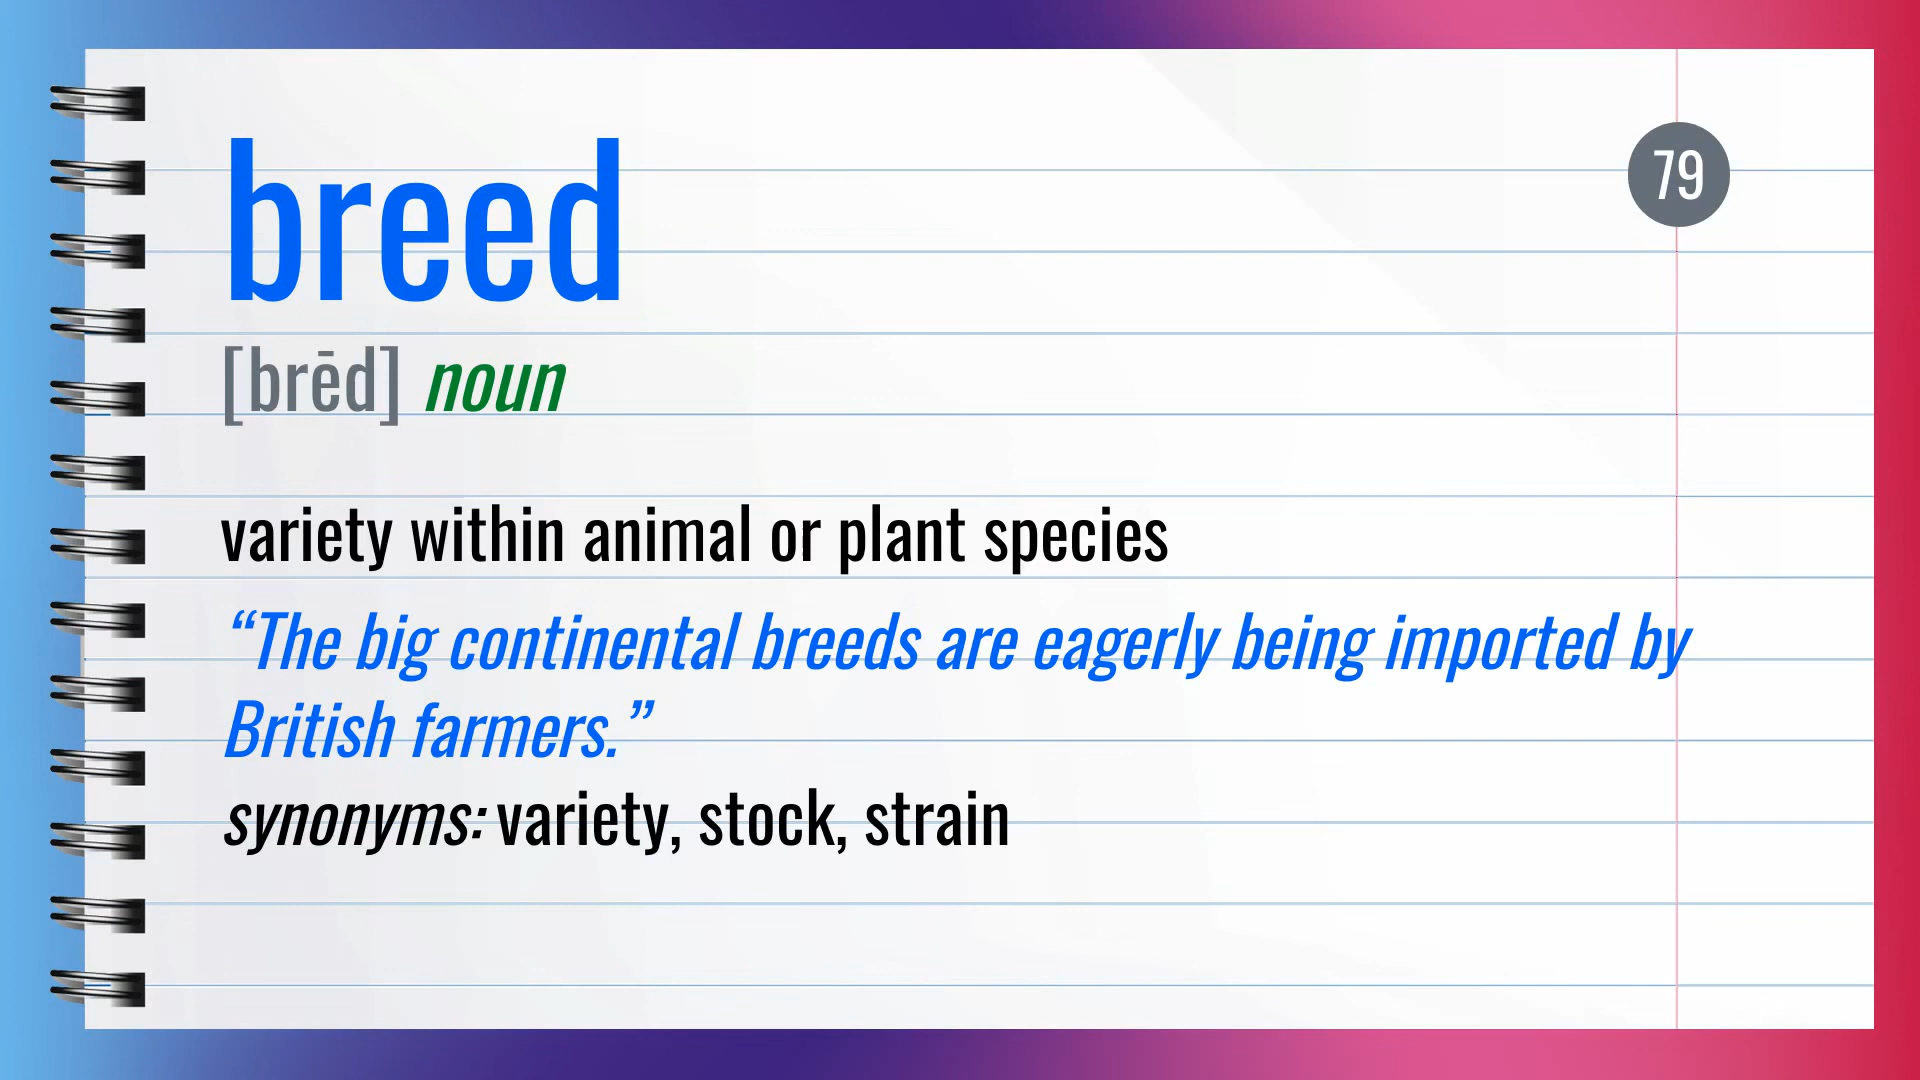 breed
79
[brēd] noun
variety within animal or plant species
“The big continental breeds are eagerly being imported by
British farmers.”
synonyms: variety, stock, strain